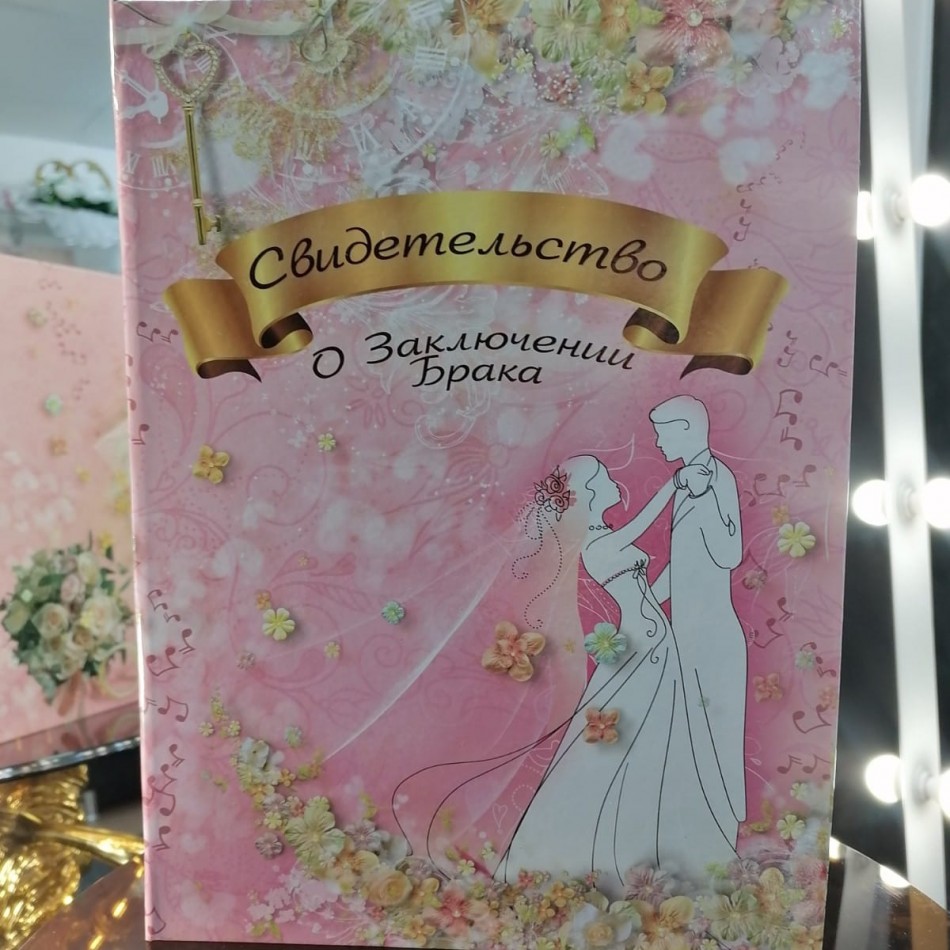 Свидетельство
О Заключении
Брака